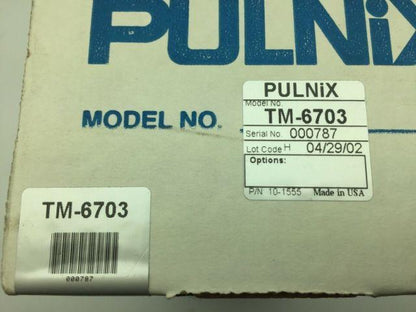 PULNiX
MODEL NO.
PULNiX
Model No.
TM-6703
Serial No. 000787
Lot Code H 04/29/02
Options:
P/N 10-1555 Made in USA
TM-6703
000787